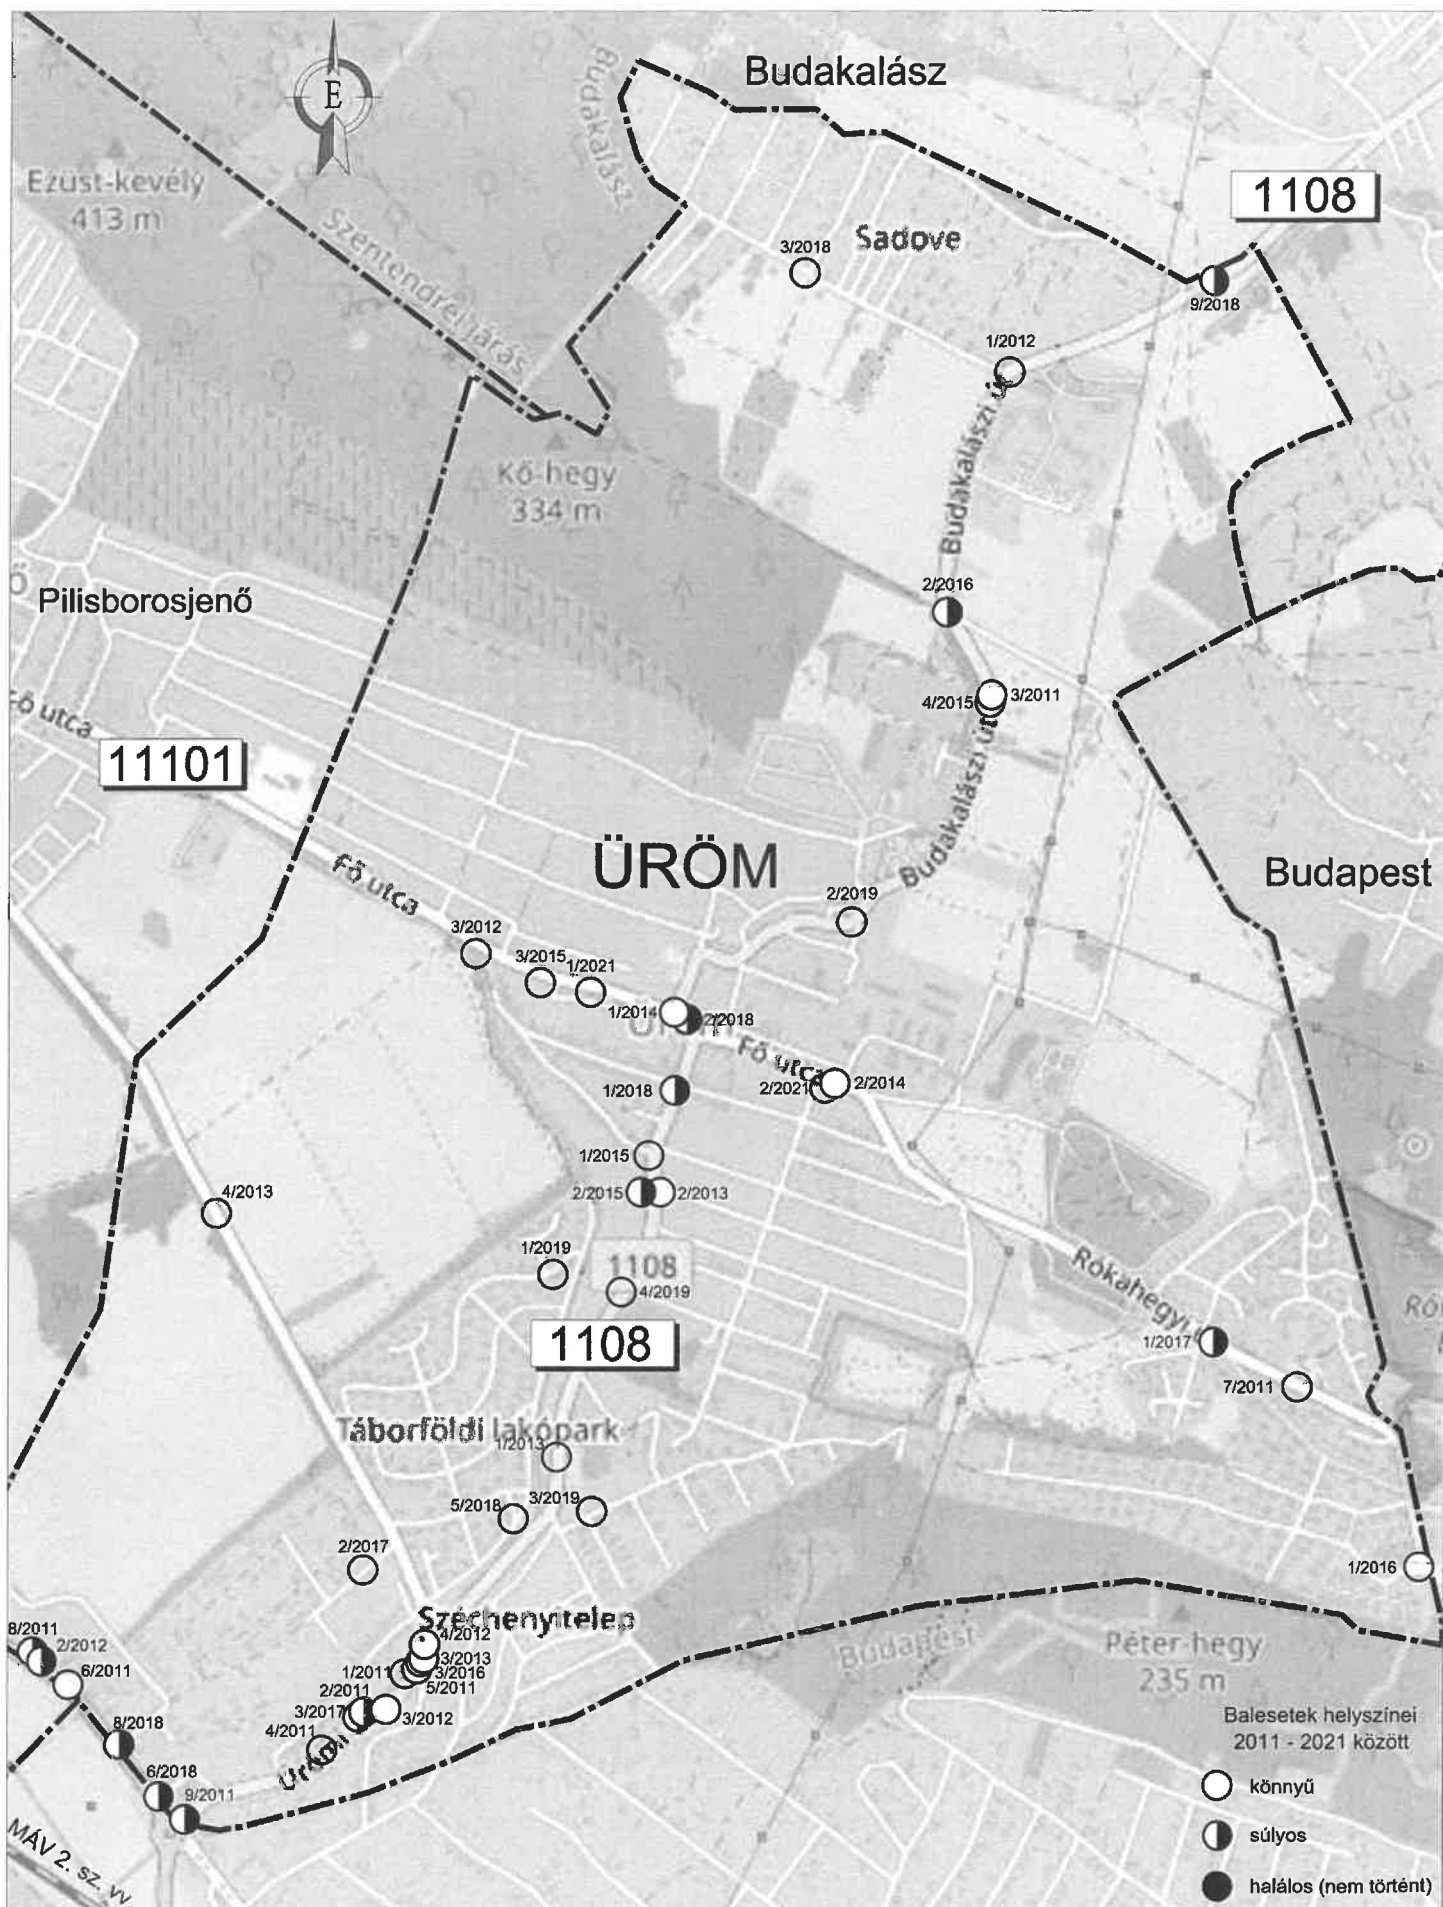 Budakalász
E
Budakalász
Ezüst-kevély
413 m
1108
Szentendrei járás
3/2018
Sadove
9/2018
1/2012
Budakalászi út
Kő-hegy
334 m
2/2016
Pilisborosjenő
4/2015
3/2011
Fő utca
11101
Budakalászi út
ÜRÖM
Budapest
Fő utca
2/2019
3/2012
3/2015
1/2021
1/2014
2/2018
Fő utca
1/2018
2/2021
2/2014
1/2015
4/2013
2/2015
2/2013
1/2019
1108
4/2019
Rókahegyi
1108
1/2017
7/2011
Táborföldi lakópark
1/2013
5/2018
3/2019
2/2017
1/2016
Széchenyitelep
8/2011
2/2012
4/2012
3/2013
6/2011
1/2011
3/2016
5/2011
Budapest
Péter-hegy
235 m
2/2011
3/2017
3/2012
4/2011
8/2018
Ürömi
6/2018
9/2011
MÁV 2. sz. vv.
Balesetek helyszínei
2011 - 2021 között
könnyű
súlyos
halálos (nem történt)